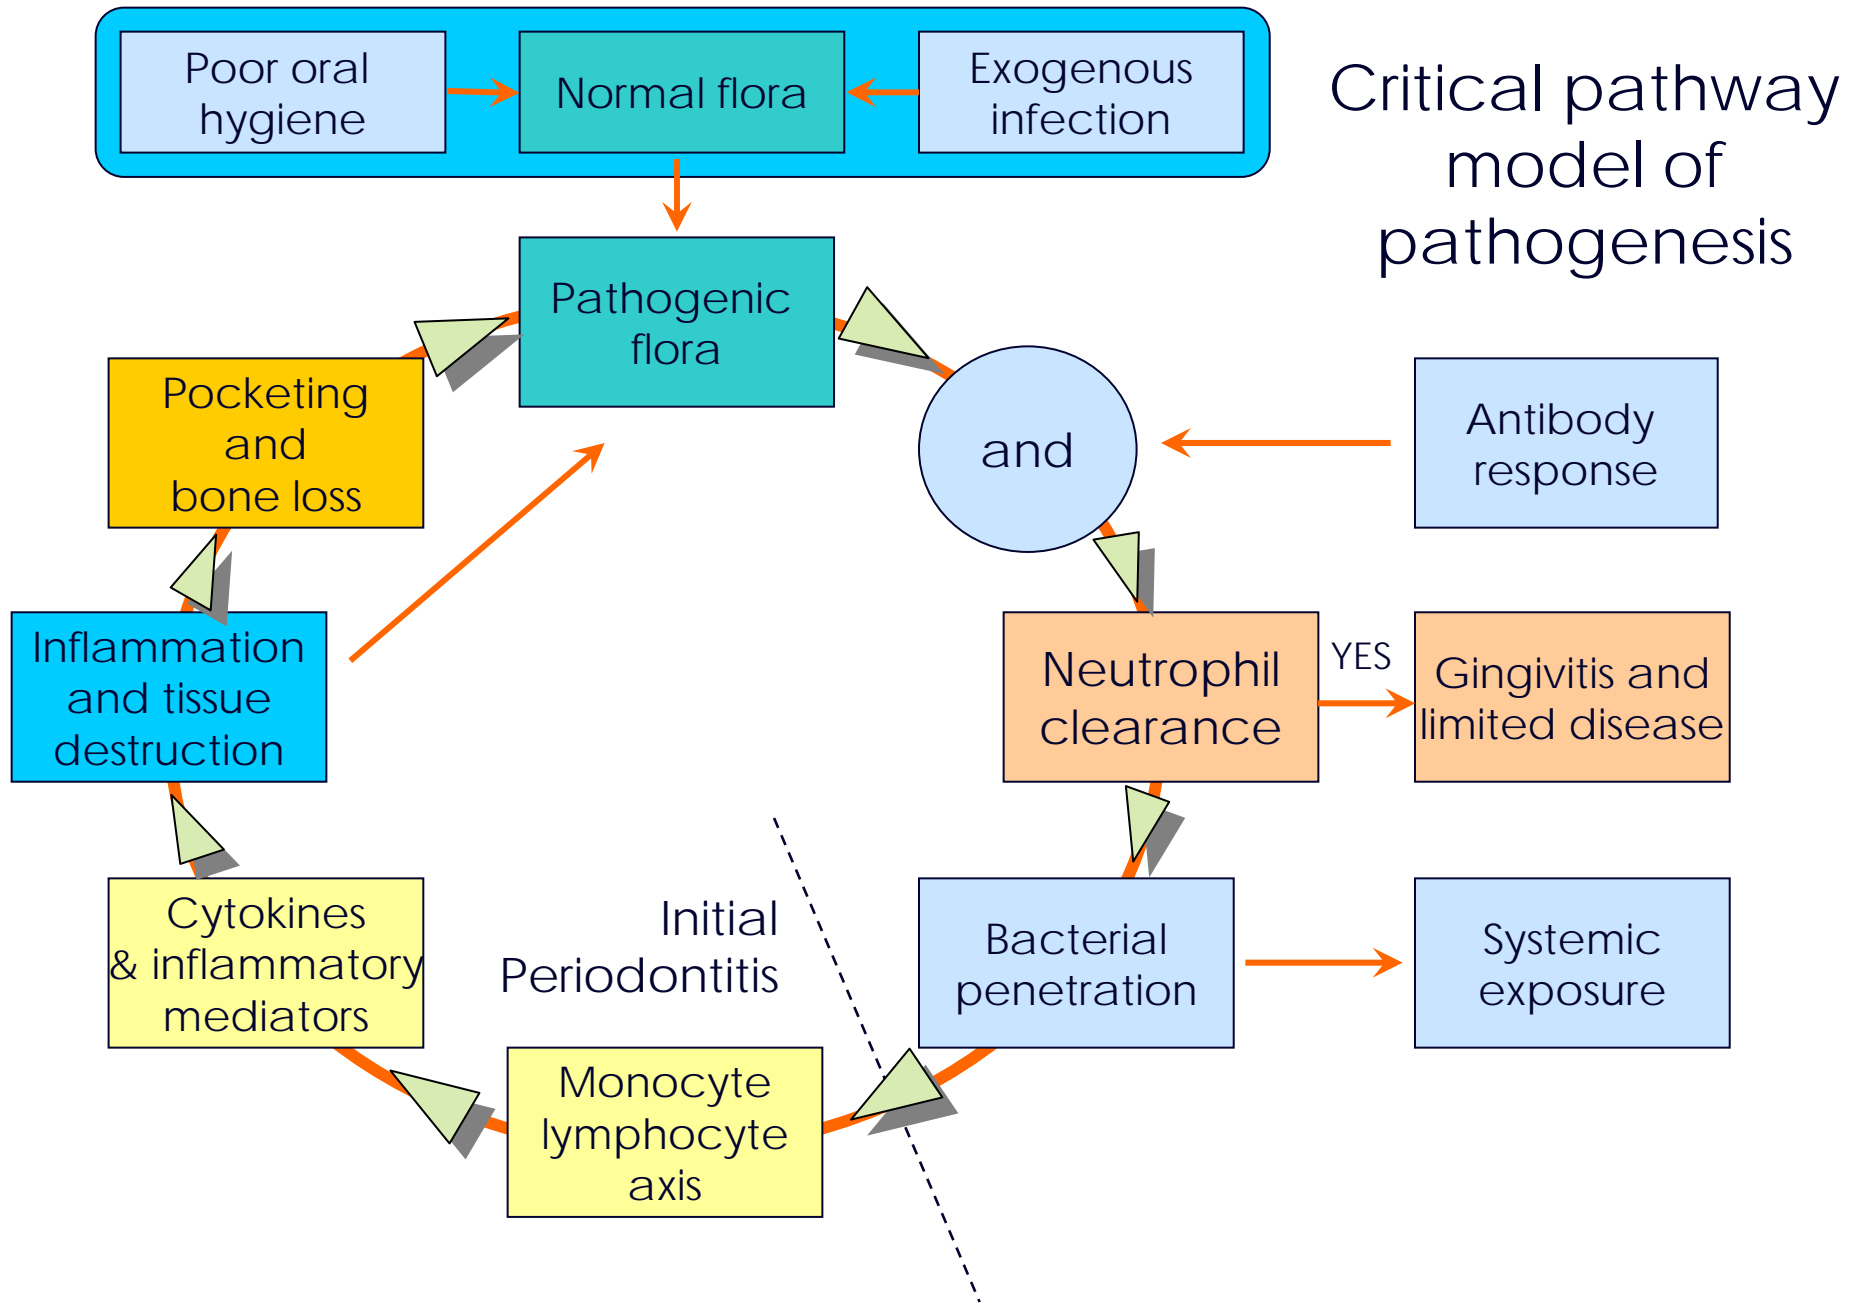 Poor oral
hygiene
Normal flora
Exogenous
infection
Critical pathway
model of
pathogenesis
Pathogenic
flora
Pocketing
and
bone loss
and
Antibody
response
Inflammation
and tissue
destruction
Neutrophil
clearance
YES
Gingivitis and
limited disease
Cytokines
& inflammatory
mediators
Initial
Periodontitis
Bacterial
penetration
Systemic
exposure
Monocyte
lymphocyte
axis